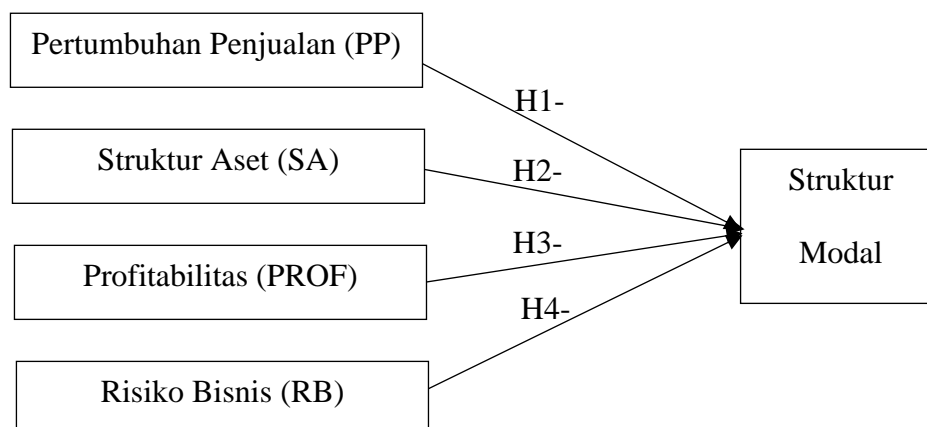 Pertumbuhan Penjualan (PP)
H1-
Struktur Aset (SA)
H2-
Struktur
Modal
Profitabilitas (PROF)
H3-
H4-
Risiko Bisnis (RB)